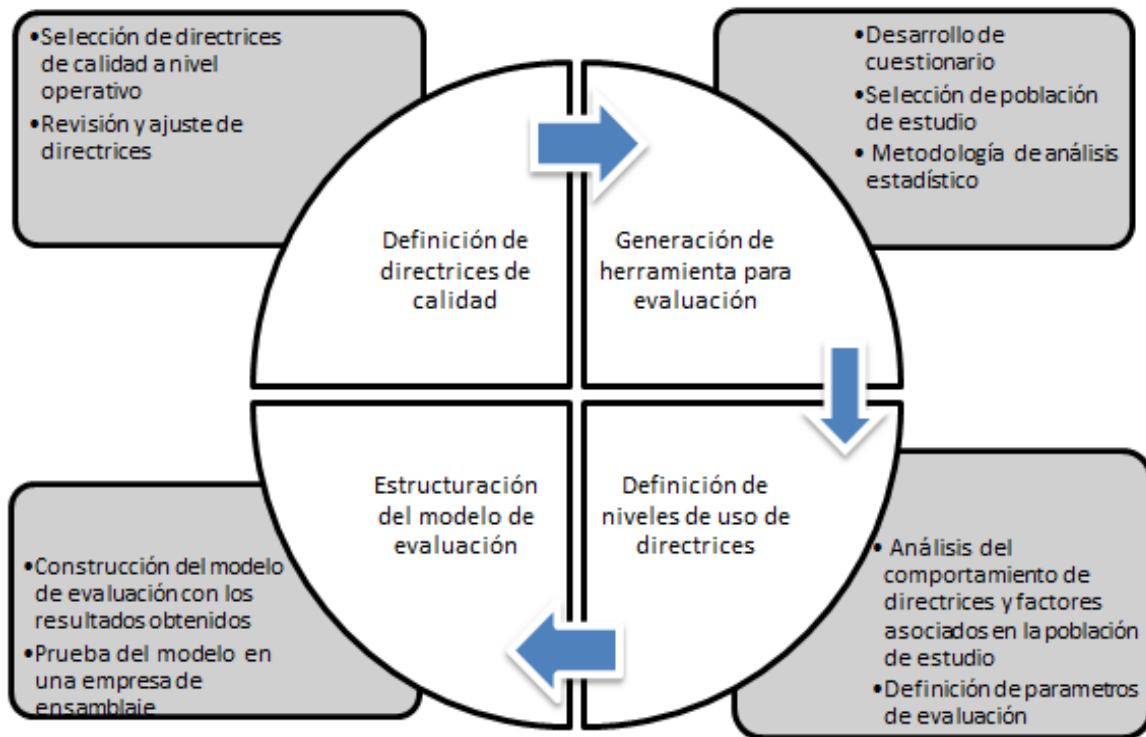 •Selección de directrices
de calidad a nivel
operativo
•Revisión y ajuste de
directrices
•Desarrollo de
cuestionario
•Selección de población
de estudio
• Metodología de análisis
estadístico
Definición de
directrices de
calidad
Generación de
herramienta para
evaluación
Estructuración
del modelo de
evaluación
Definición de
niveles de uso de
directrices
•Construcción del modelo
de evaluación con los
resultados obtenidos
•Prueba del modelo en
una empresa de
ensamblaje
• Análisis del
comportamiento de
directrices y factores
asociados en la población
de estudio
•Definición de parametros
de evaluación